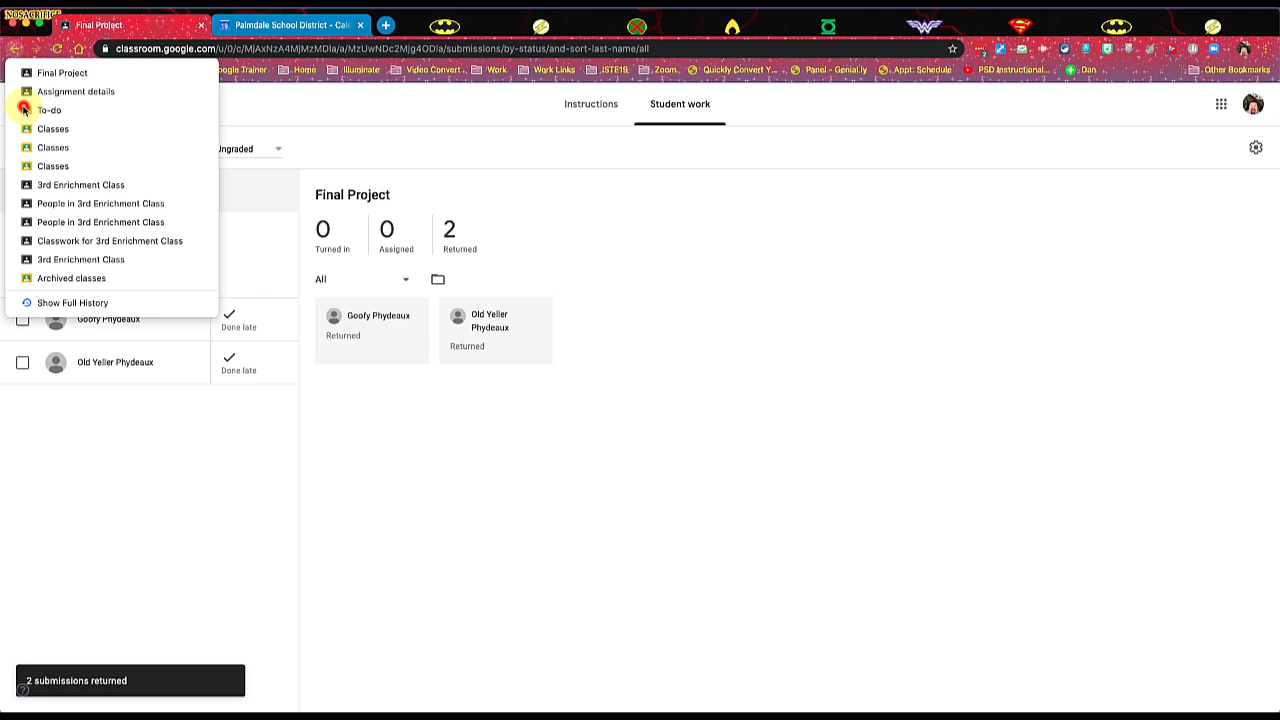 NOSACRIFICE
Final Project
Palmdale School District - Cal
classroom.google.com/u/0/c/MjAxNzA4MjMzMDIa/a/MzUwNDc2Mjg4ODIa/submissions/by-status/and-sort-last-name/all
oogle Trainer
Home
Illuminate
Video Convert
Work
Work Links
ISTE19
Zoom
Quickly Convert Y...
Panel - Genial.ly
Appt: Schedule
PSD Instructional...
Dan
Other Bookmarks
Final Project
Assignment details
To-do
Classes
Classes
Classes
3rd Enrichment Class
People in 3rd Enrichment Class
People in 3rd Enrichment Class
Classwork for 3rd Enrichment Class
3rd Enrichment Class
Archived classes
Show Full History
Instructions
Student work
Ungraded
Goofy Phydeaux
Done late
Old Yeller Phydeaux
Done late
Final Project
0
0
2
Turned in
Assigned
Returned
All
Goofy Phydeaux
Returned
Old Yeller
Phydeaux
Returned
2 submissions returned